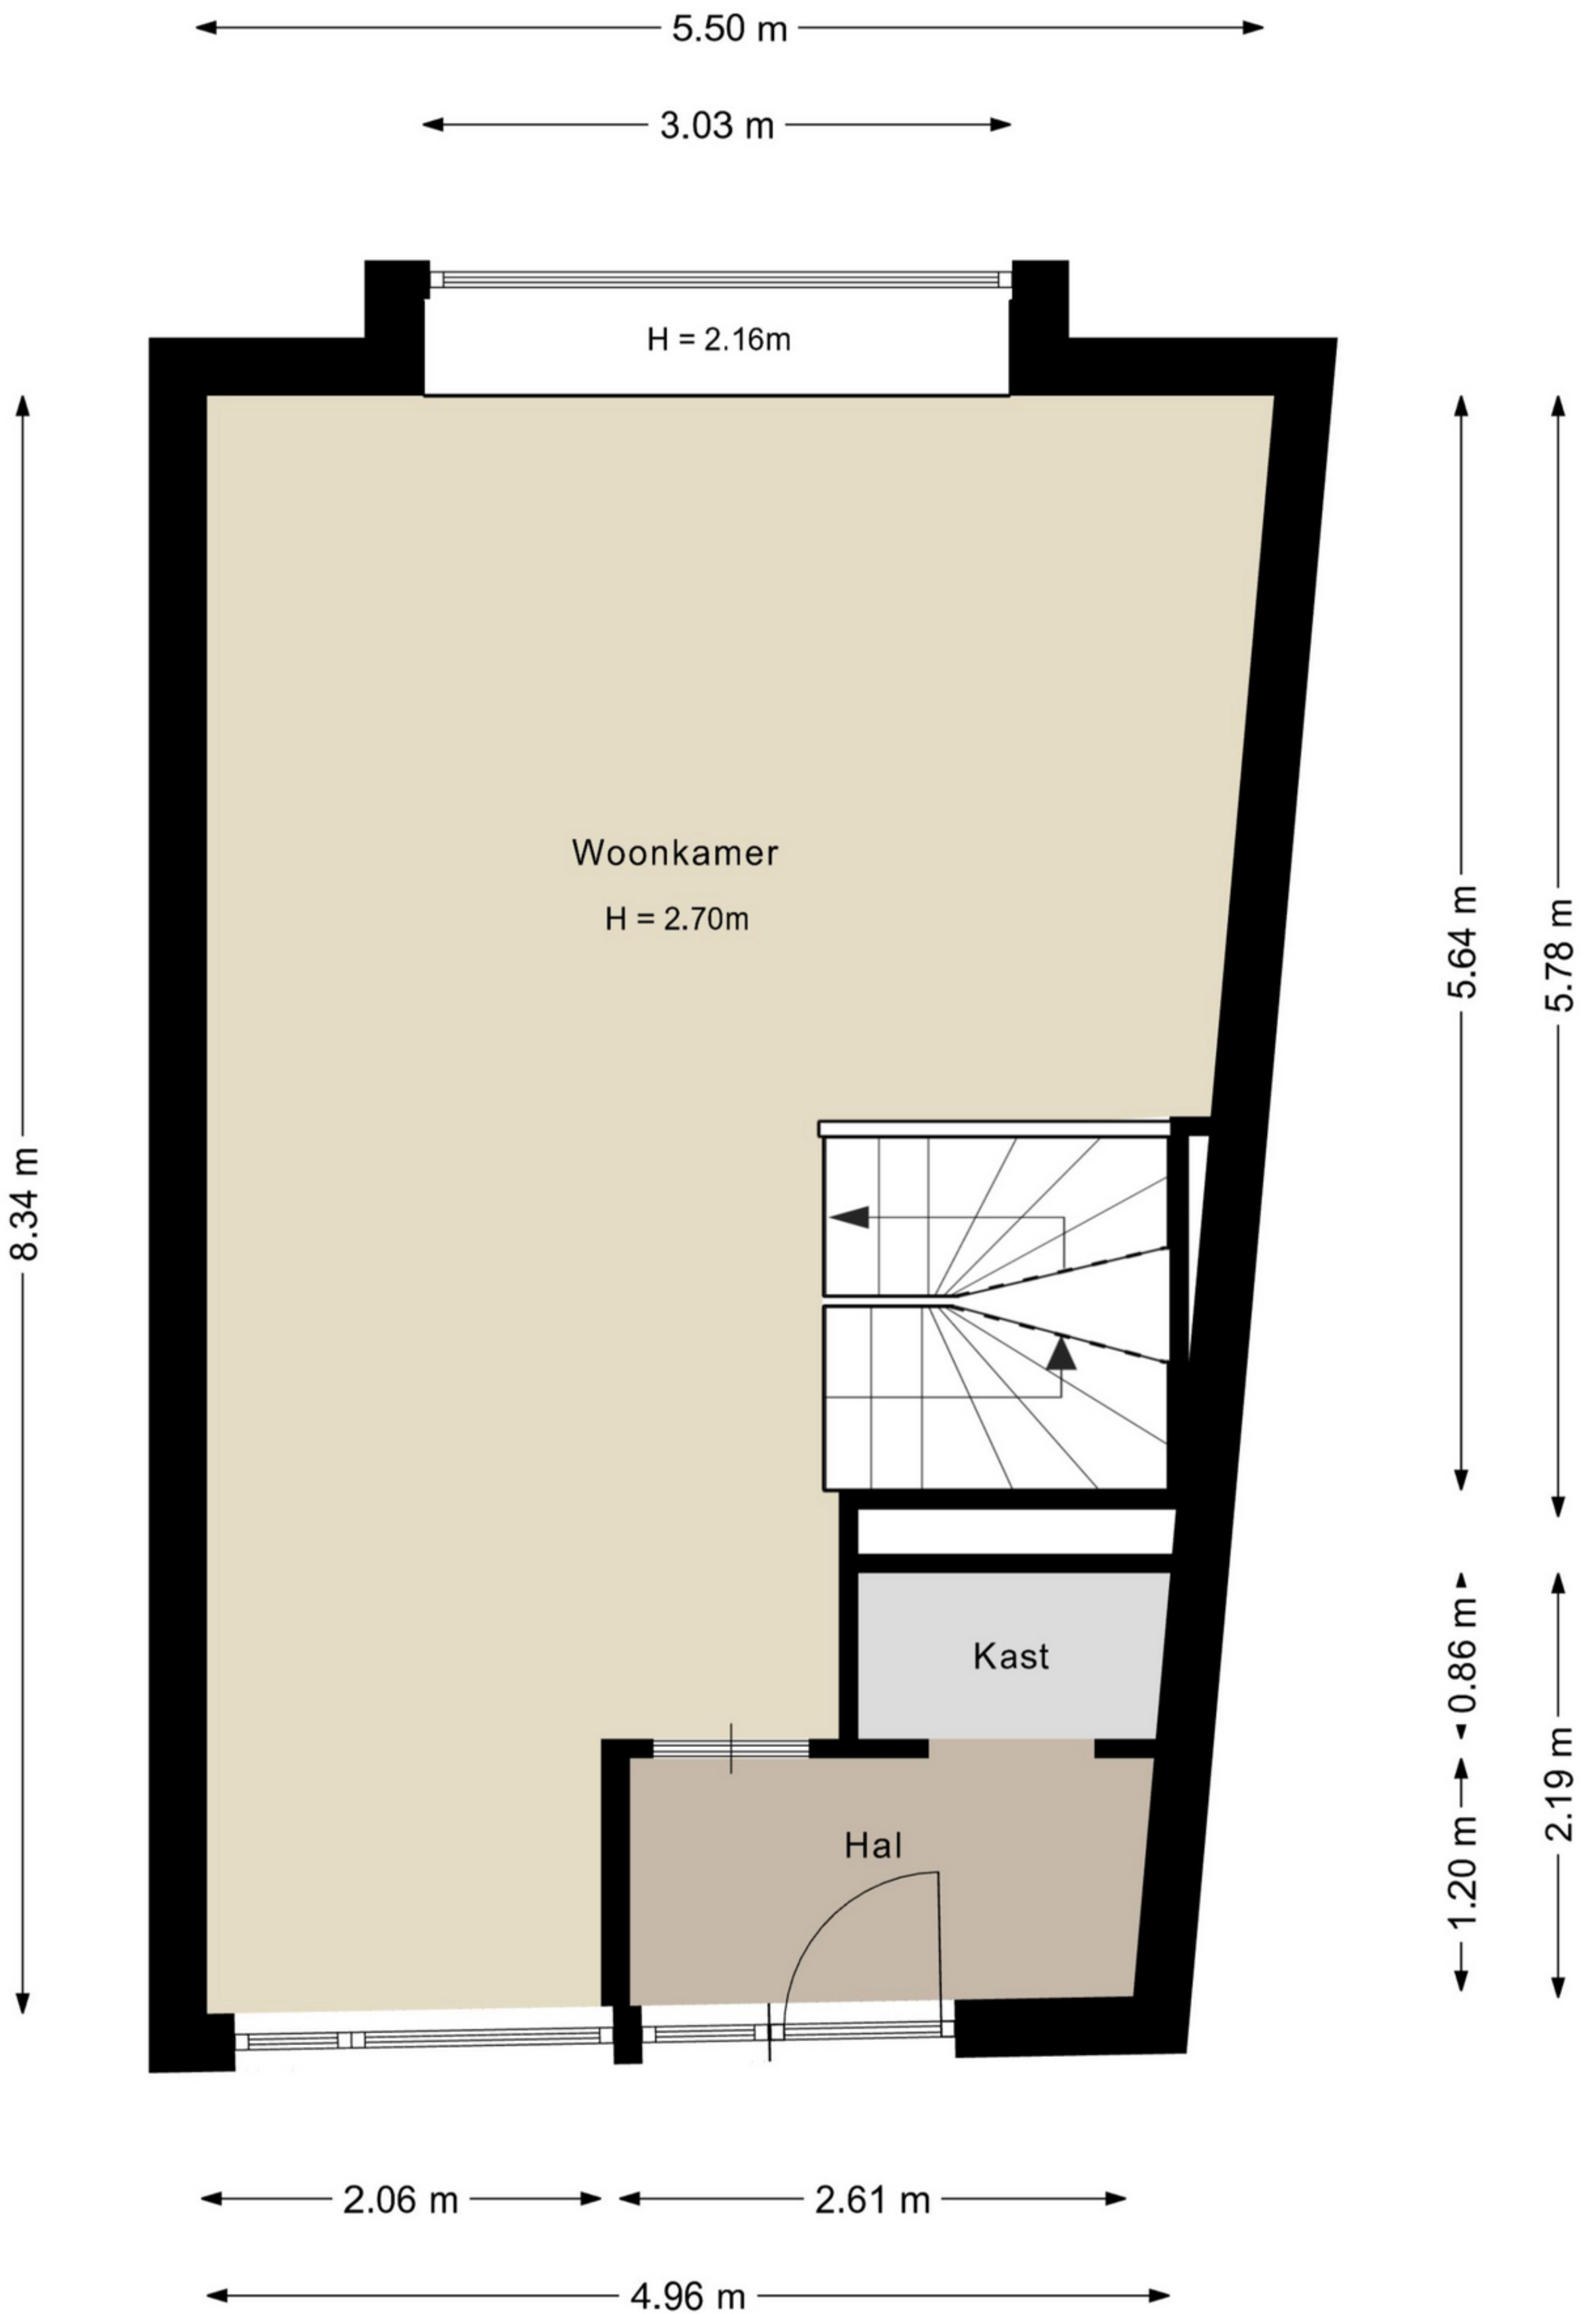 5.50 m
3.03 m
H = 2.16m
Woonkamer
H = 2.70m
5.64 m
5.78 m
8.34 m
Kast
0.86 m
Hal
1.20 m
2.19 m
2.06 m
2.61 m
4.96 m